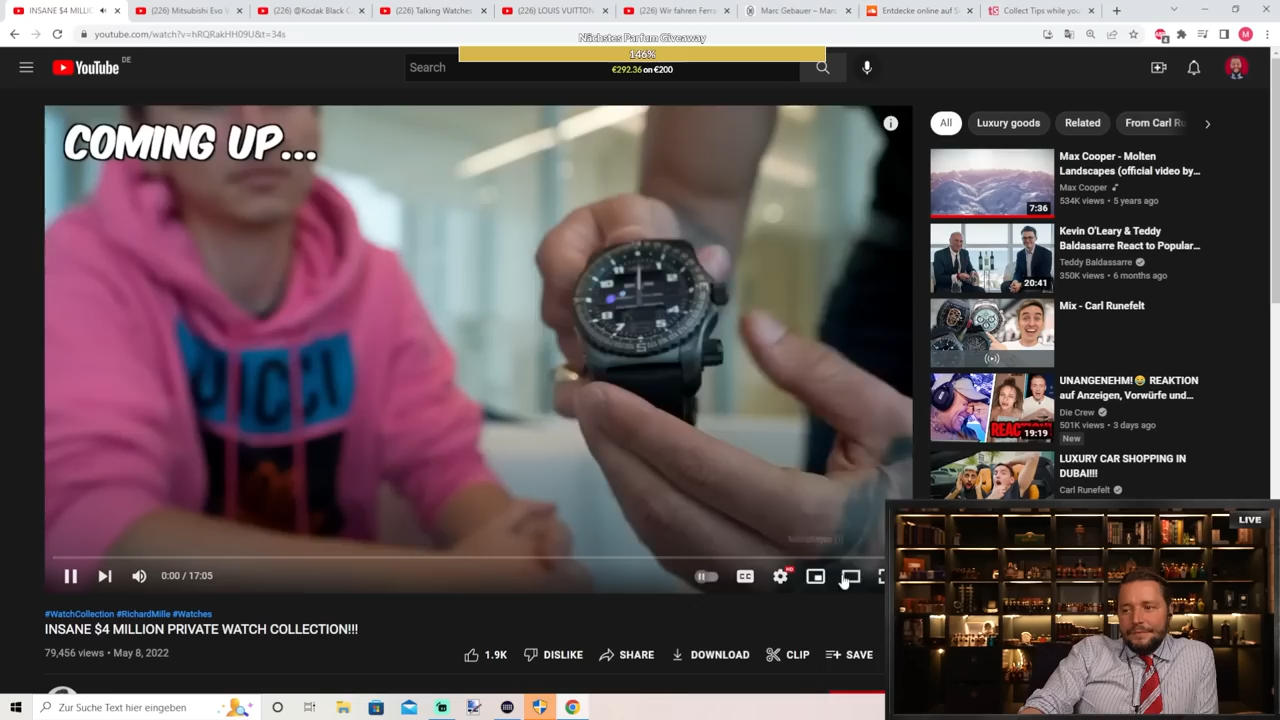 INSANE $4 MILLIC
(226) Mitsubishi Evo V
(226) @Kodak Black C
(226) Talking Watches
(226) LOUIS VUITTON
(226) Wir fahren Ferra
Marc Gebauer – Marc
Entdecke online auf S
Collect Tips while you
youtube.com/watch?v=hRQRakHH09U&t=34s
Nächstes Parfum Giveaway
146%
€292.36 on €200
YouTube DE
Search
COMING UP...
All
Luxury goods
Related
From Carl Ru
Max Cooper - Molten
Landscapes (official video by...
Max Cooper
534K views • 5 years ago
7:36
Kevin O'Leary & Teddy
Baldassarre React to Popular...
Teddy Baldassarre
350K views • 6 months ago
20:41
Mix - Carl Runefelt
UNANGENEHM! 😂 REAKTION
auf Anzeigen, Vorwürfe und...
Die Crew
501K views • 3 days ago
New
REACTION
19:19
LUXURY CAR SHOPPING IN
DUBAI!!!
Carl Runefelt
LIVE
0:00 / 17:05
CC
HD
#WatchCollection #RichardMille #Watches
INSANE $4 MILLION PRIVATE WATCH COLLECTION!!!
79,456 views • May 8, 2022
1.9K
DISLIKE
SHARE
DOWNLOAD
CLIP
SAVE
Zur Suche Text hier eingeben